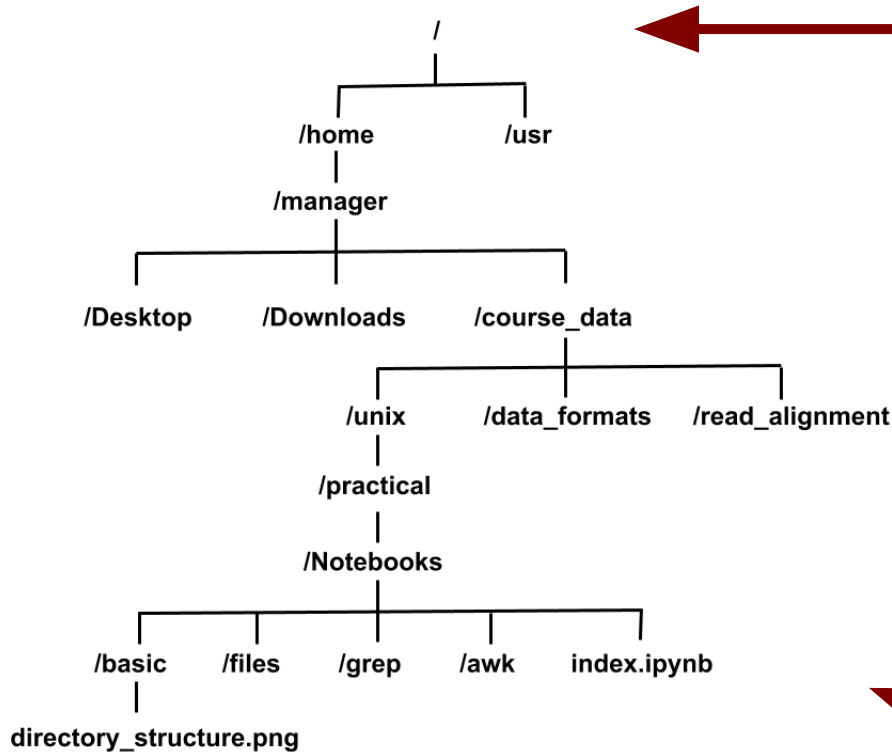 /
/home /usr
/manager
/Desktop /Downloads /course_data
/unix /data_formats /read_alignment
/practical
/Notebooks
/basic /files /grep /awk index.ipynb
directory_structure.png